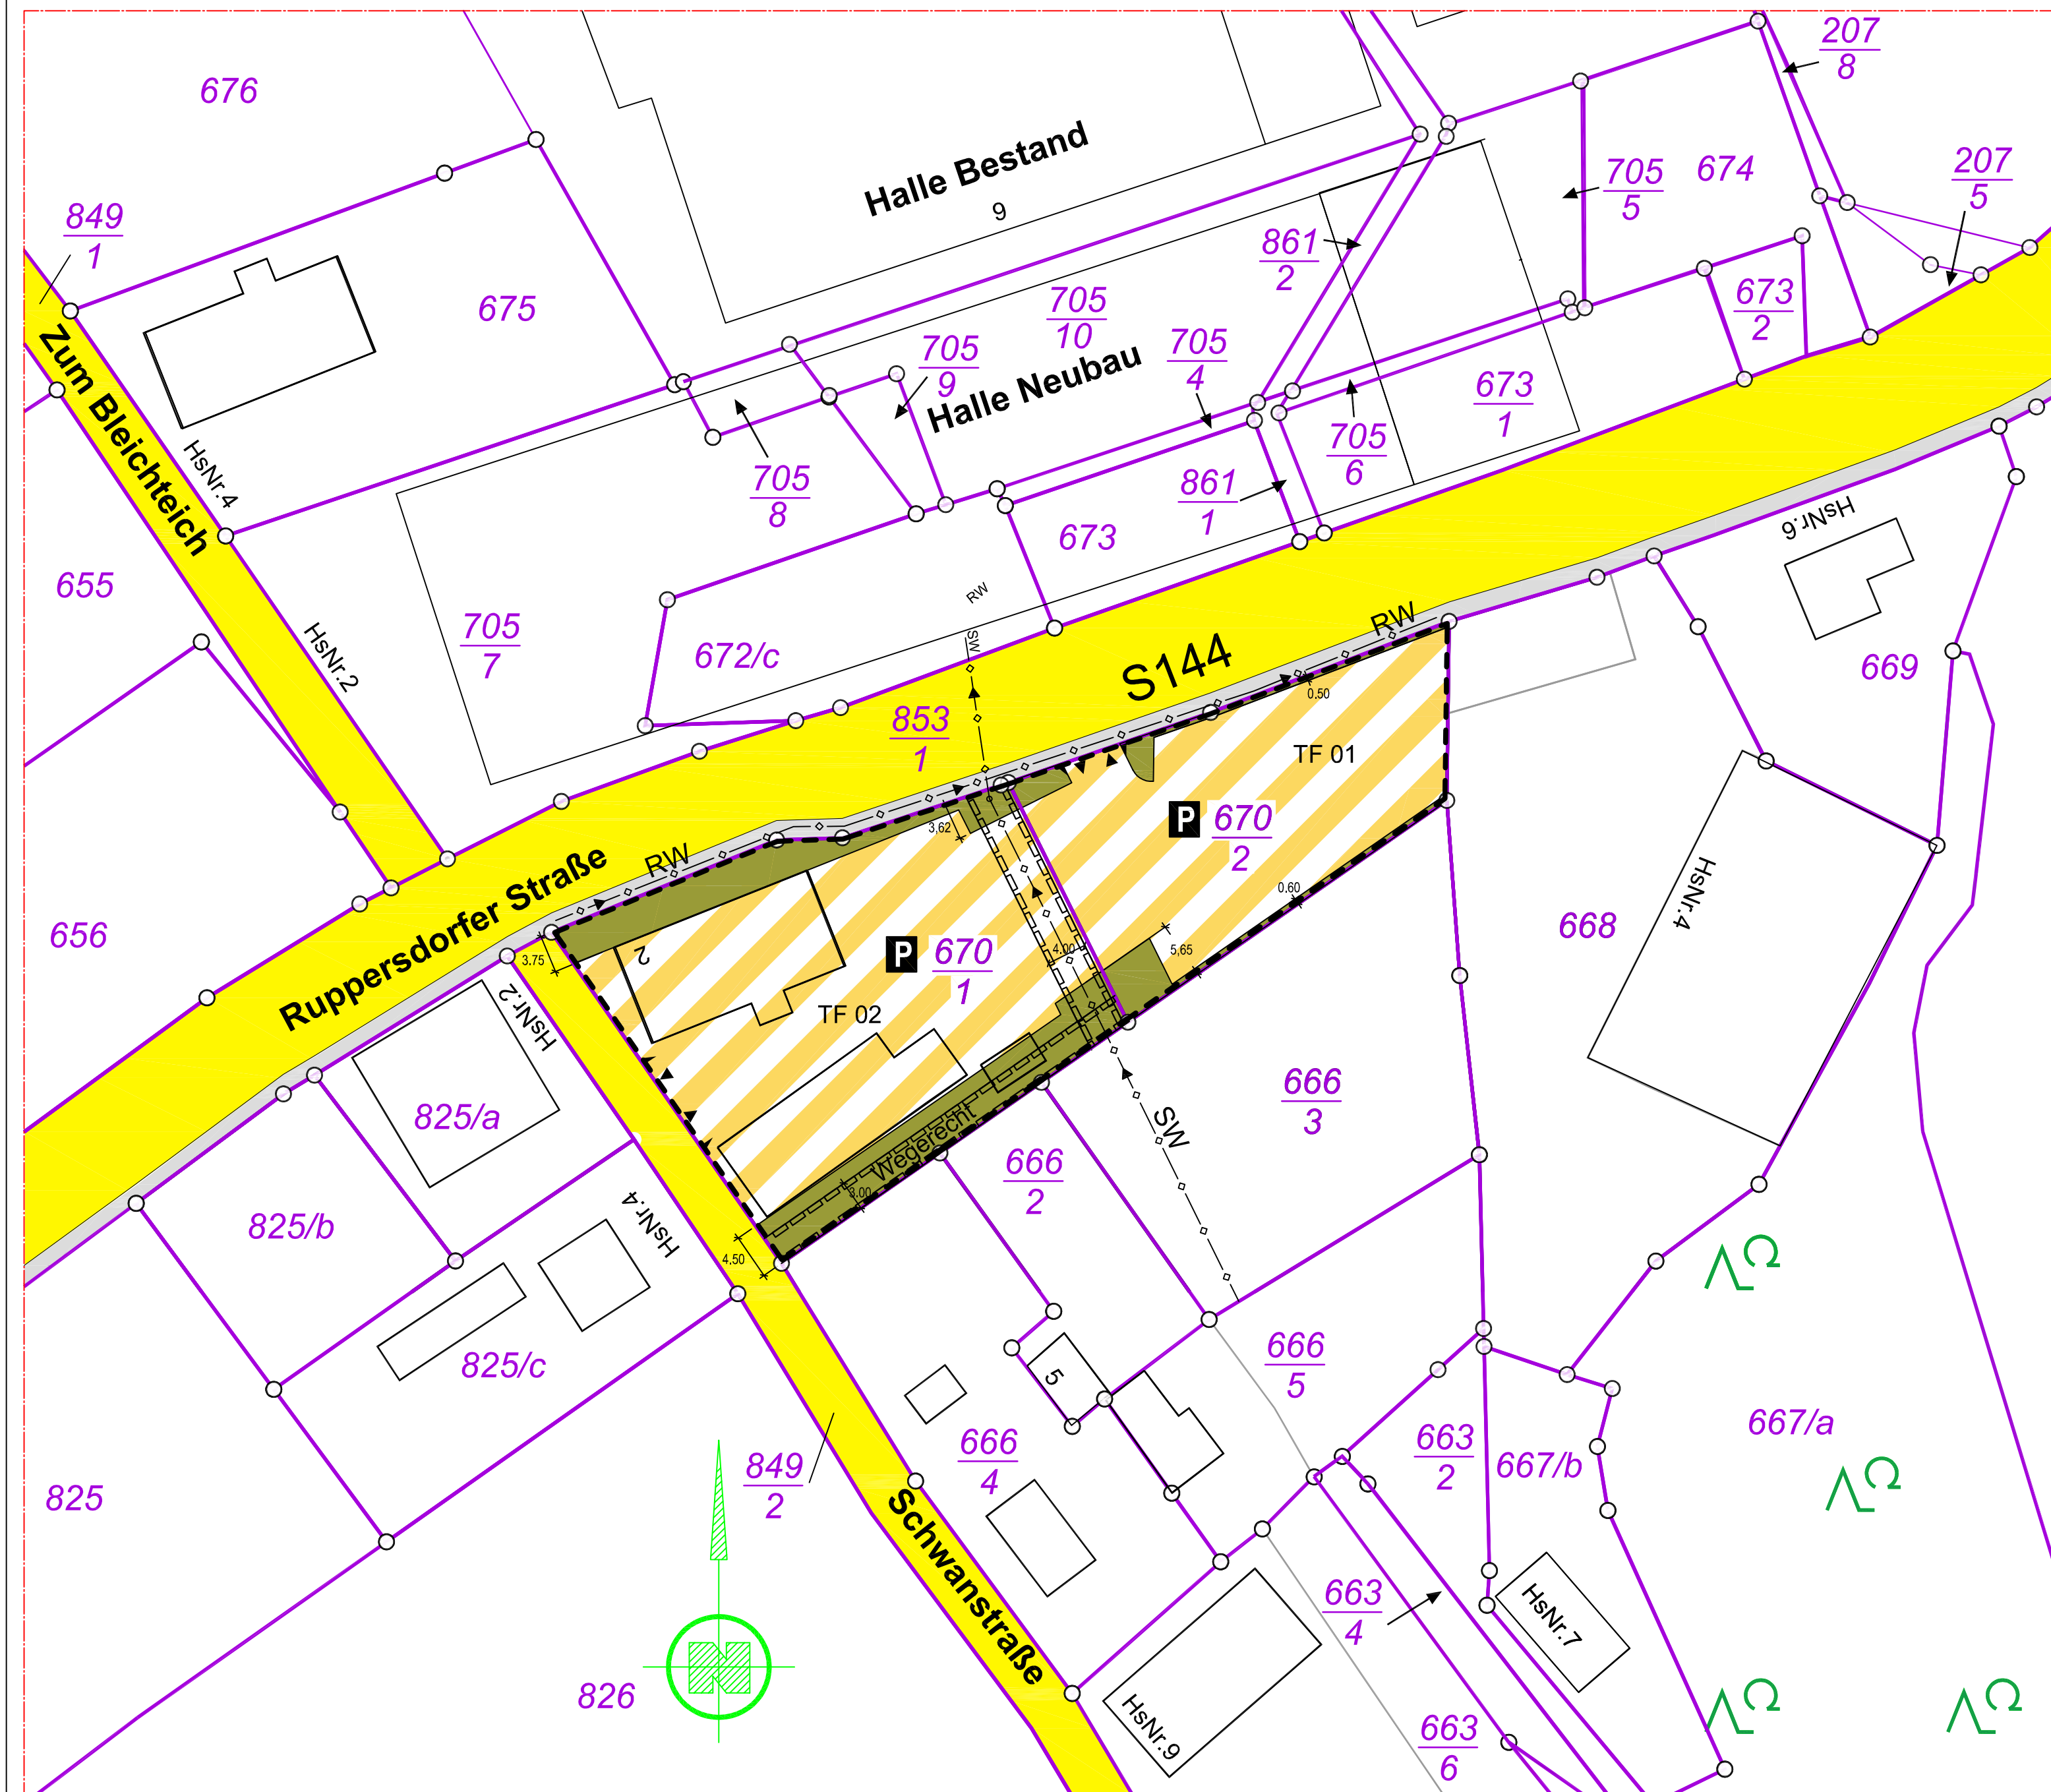 207
8
676
Halle Bestand
9
705
5
674
207
5
849
1
861
2
675
705
10
673
2
705
9
705
4
Halle Neubau
673
1
Zum Bleichteich
HsNr.4
705
6
705
8
861
1
HsNr.6
673
655
RW
705
7
HsNr.2
672/c
SW
S144
RW
669
0.50
853
1
TF 01
3,62
P
670
2
RW
HsNr.4
Ruppersdorfer Straße
0.60
656
668
2
P
670
1
4.00
5,65
3.75
TF 02
HsNr.2
825/a
666
3
SW
Wegerecht
666
2
3.00
825/b
HsNr.4
4,50
825/c
5
666
5
667/a
849
2
666
4
663
2
667/b
825
Schwanstraße
663
4
HsNr.7
826
HsNr.9
663
6